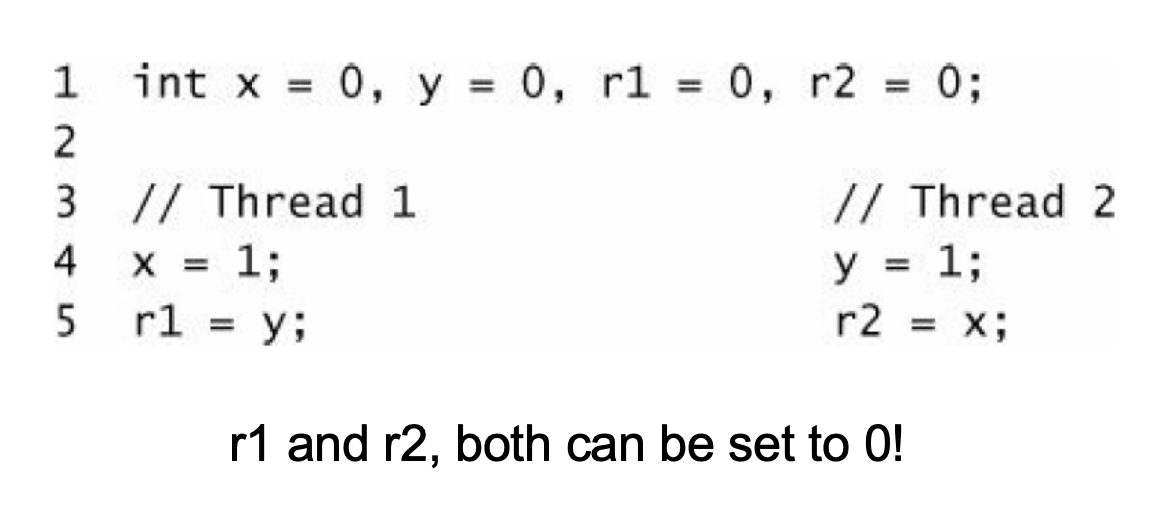 1 int x = 0, y = 0, r1 = 0, r2 = 0;
2
3 // Thread 1 // Thread 2
4 x = 1; y = 1;
5 r1 = y; r2 = x;
r1 and r2, both can be set to 0!